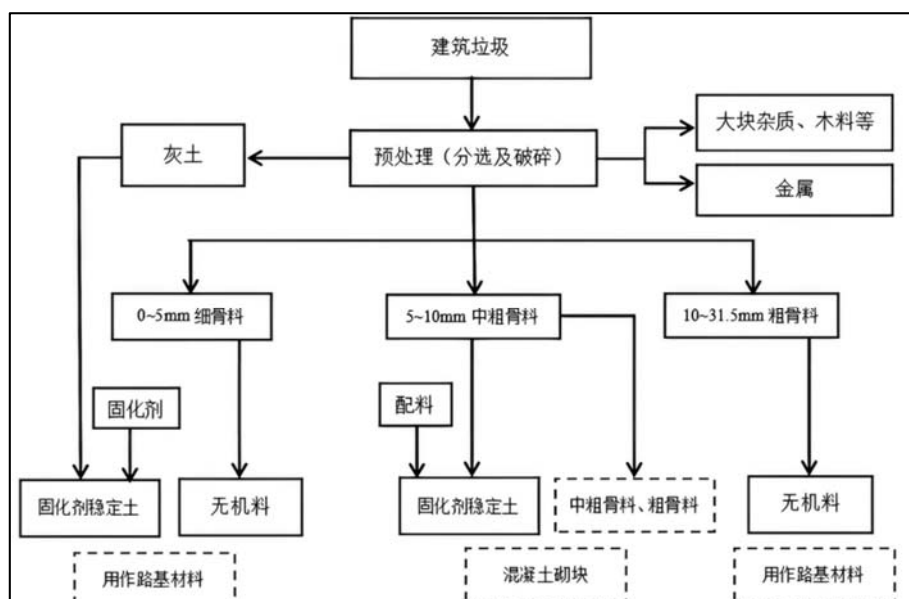 建筑垃圾
大块杂质、木料等
灰土
预处理（分选及破碎）
金属
0~5mm 细骨料
5~10mm 中粗骨料
10~31.5mm 粗骨料
固化剂
配料
固化剂稳定土
无机料
固化剂稳定土
中粗骨料、粗骨料
无机料
用作路基材料
混凝土砌块
用作路基材料